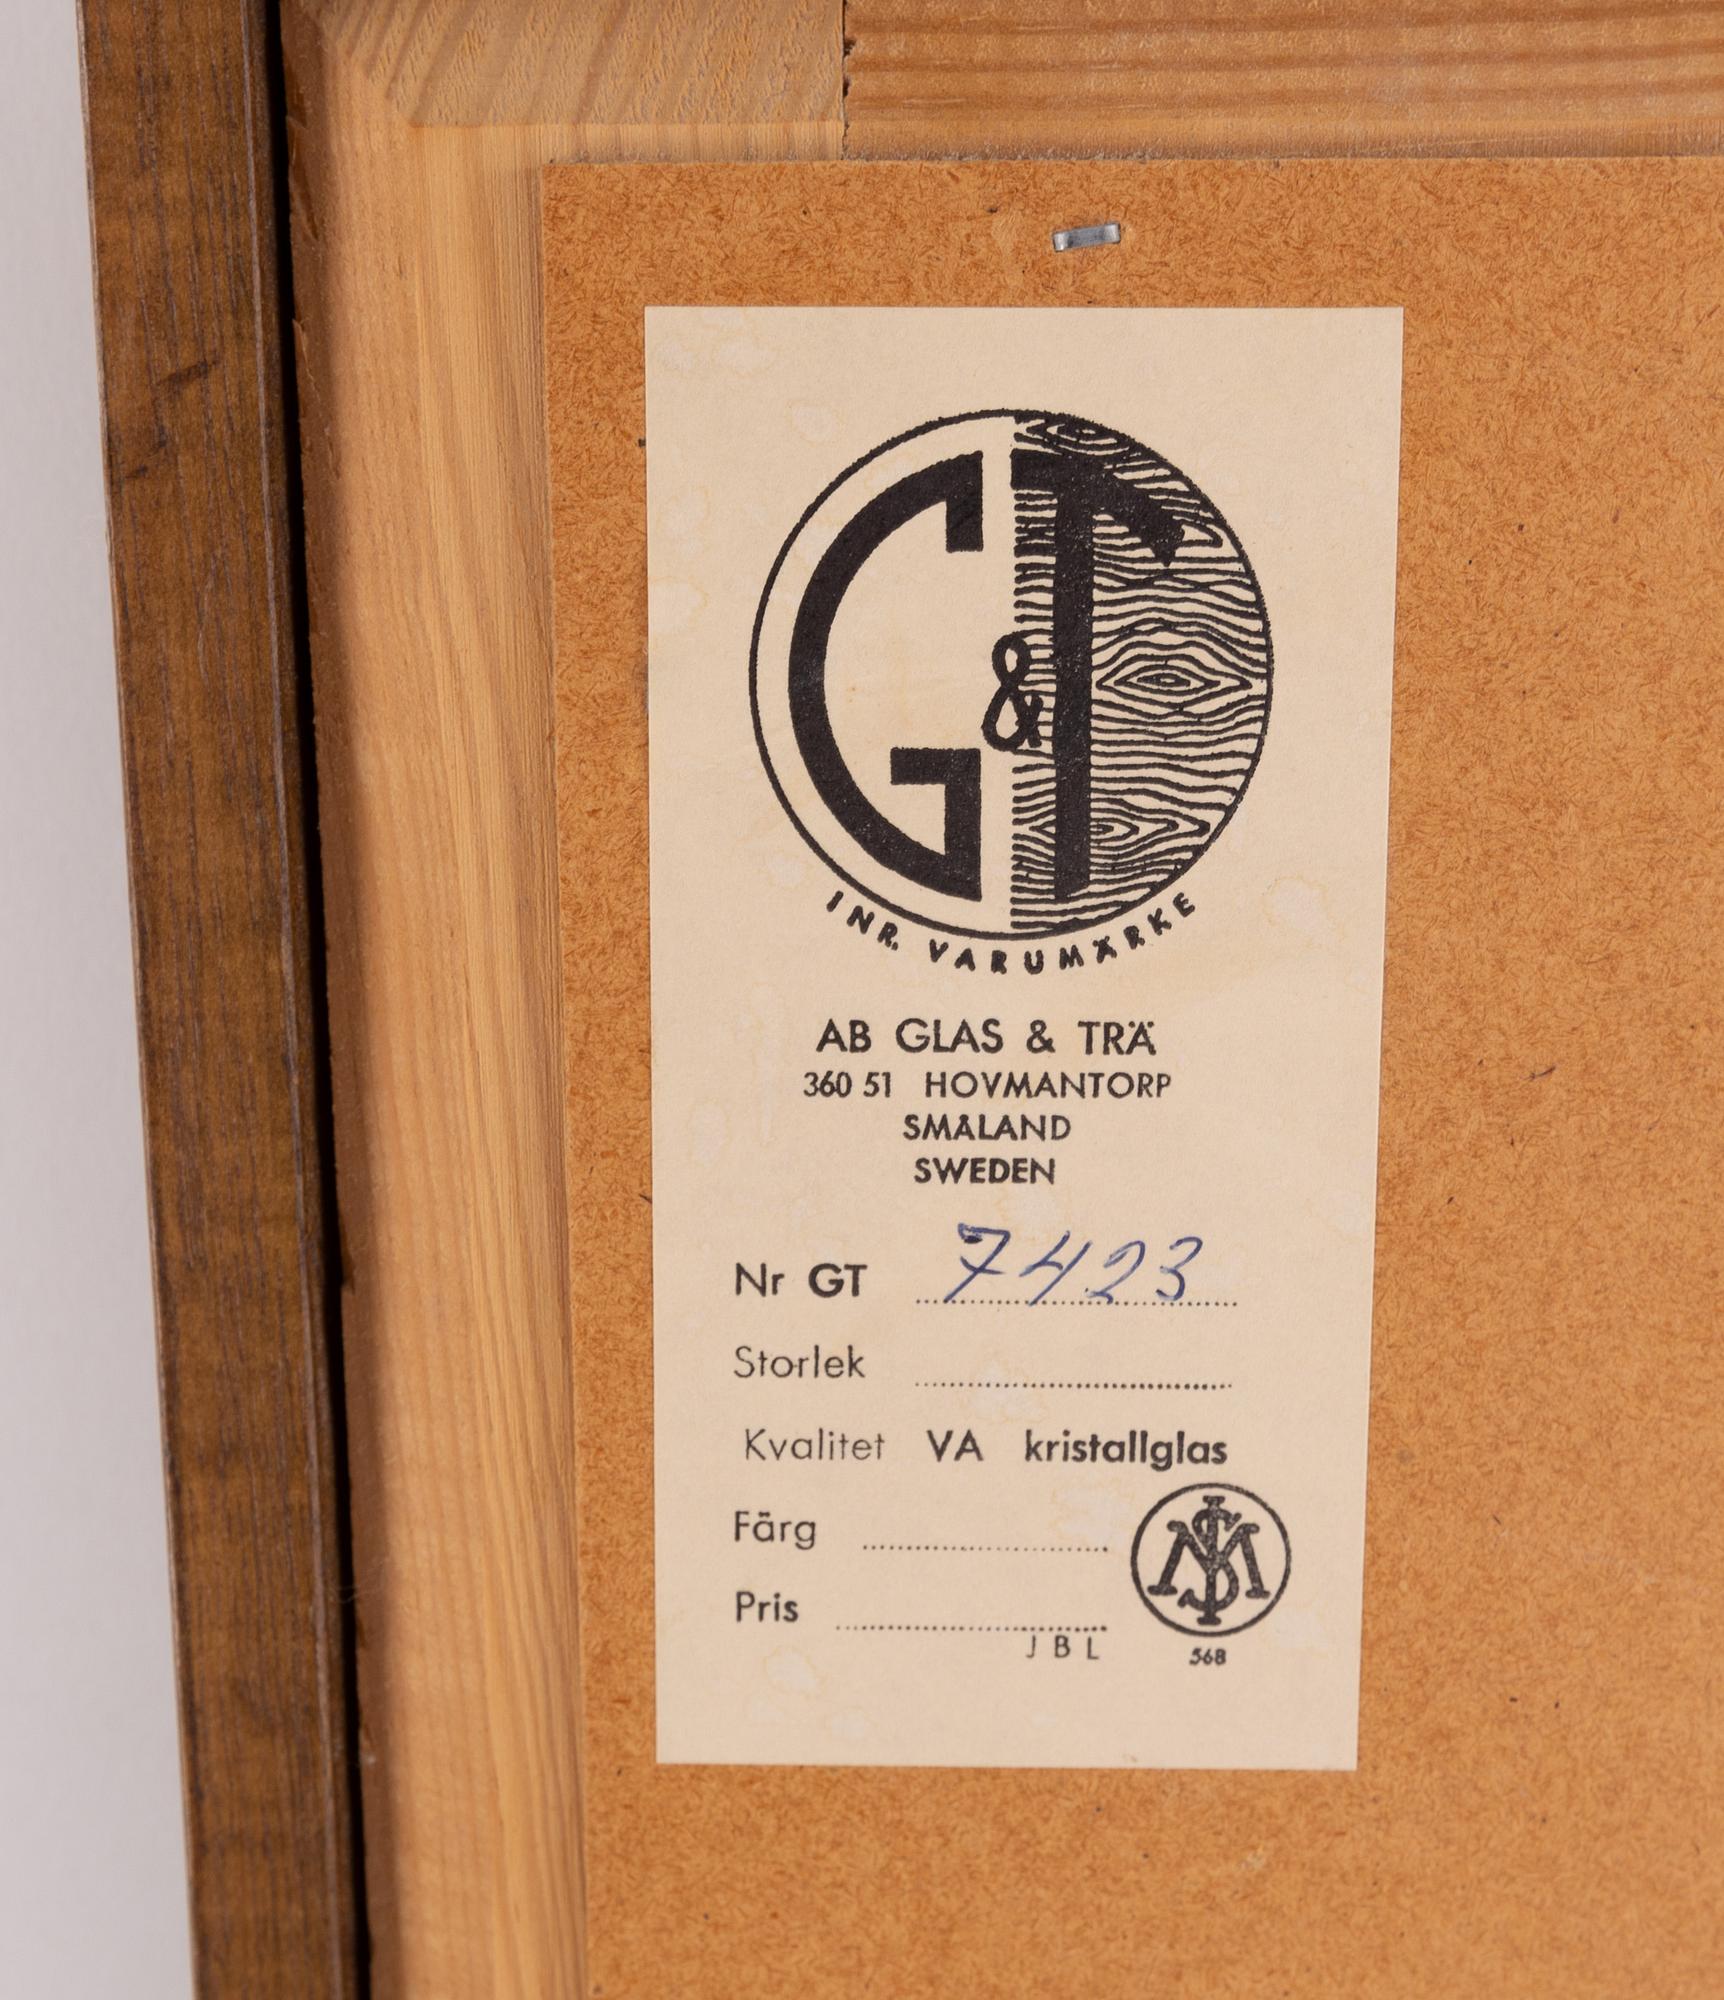 G & T
INR. VARUMÄRKE
AB GLAS & TRÄ
360 51 HOVMANTORP
SMÅLAND
SWEDEN
Nr GT 7423
Storlek
Kvalitet VA kristallglas
Färg
Pris
JBL
568